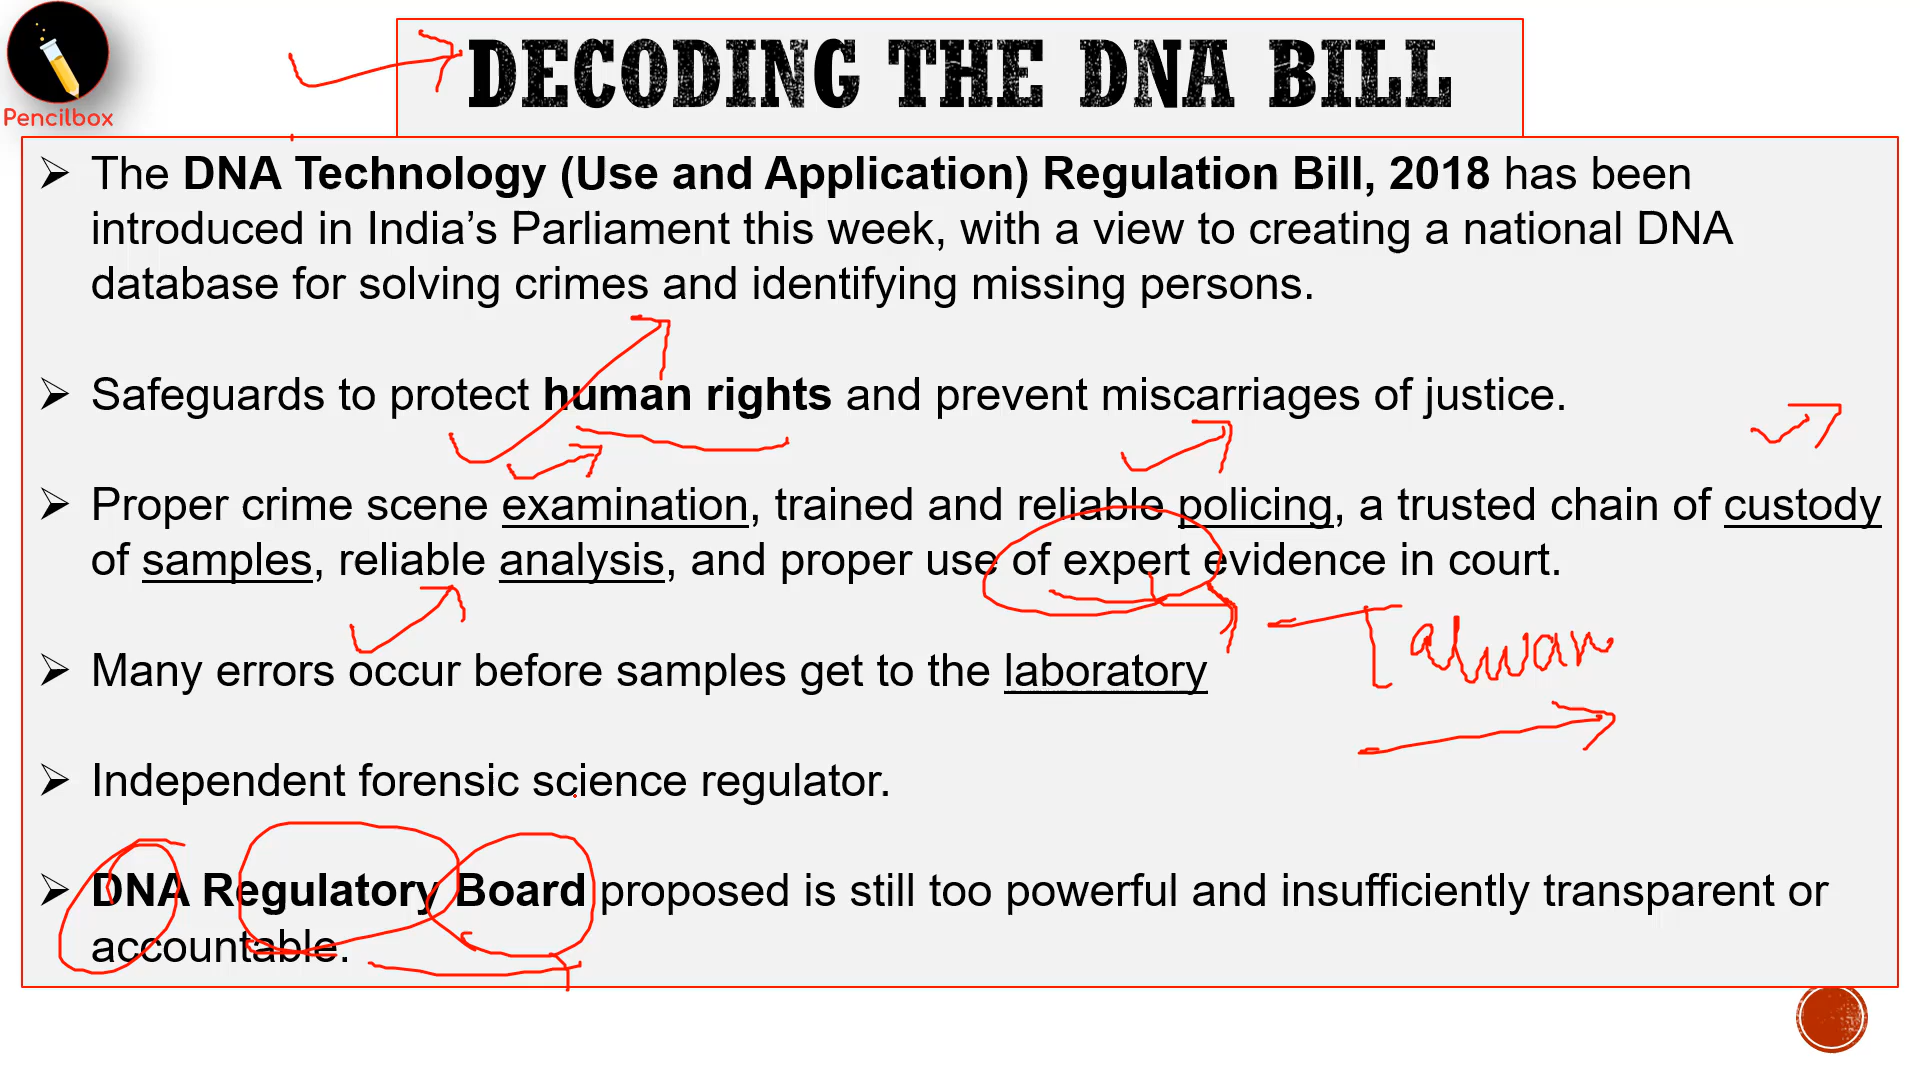 Pencilbox
DECODING THE DNA BILL
➢ The DNA Technology (Use and Application) Regulation Bill, 2018 has been
introduced in India’s Parliament this week, with a view to creating a national DNA
database for solving crimes and identifying missing persons.
➢ Safeguards to protect human rights and prevent miscarriages of justice.
➢ Proper crime scene examination, trained and reliable policing, a trusted chain of custody
of samples, reliable analysis, and proper use of expert evidence in court.
Talwar
➢ Many errors occur before samples get to the laboratory
➢ Independent forensic science regulator.
➢ DNA Regulatory Board proposed is still too powerful and insufficiently transparent or
accountable.